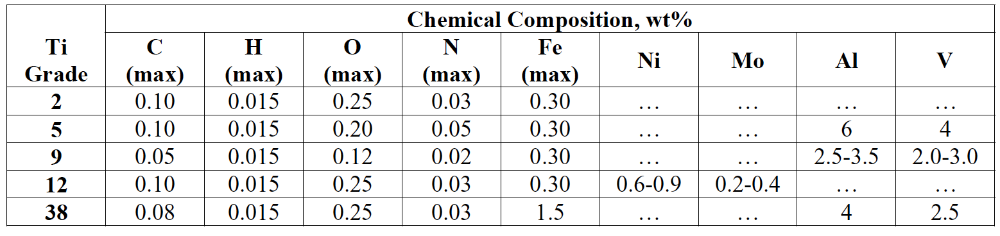 Chemical Composition, wt%
Ti Grade C (max) H (max) O (max) N (max) Fe (max) Ni Mo Al V
2 0.10 0.015 0.25 0.03 0.30 … … … …
5 0.10 0.015 0.20 0.05 0.30 … … 6 4
9 0.05 0.015 0.12 0.02 0.30 … … 2.5-3.5 2.0-3.0
12 0.10 0.015 0.25 0.03 0.30 0.6-0.9 0.2-0.4 … …
38 0.08 0.015 0.25 0.03 1.5 … … 4 2.5